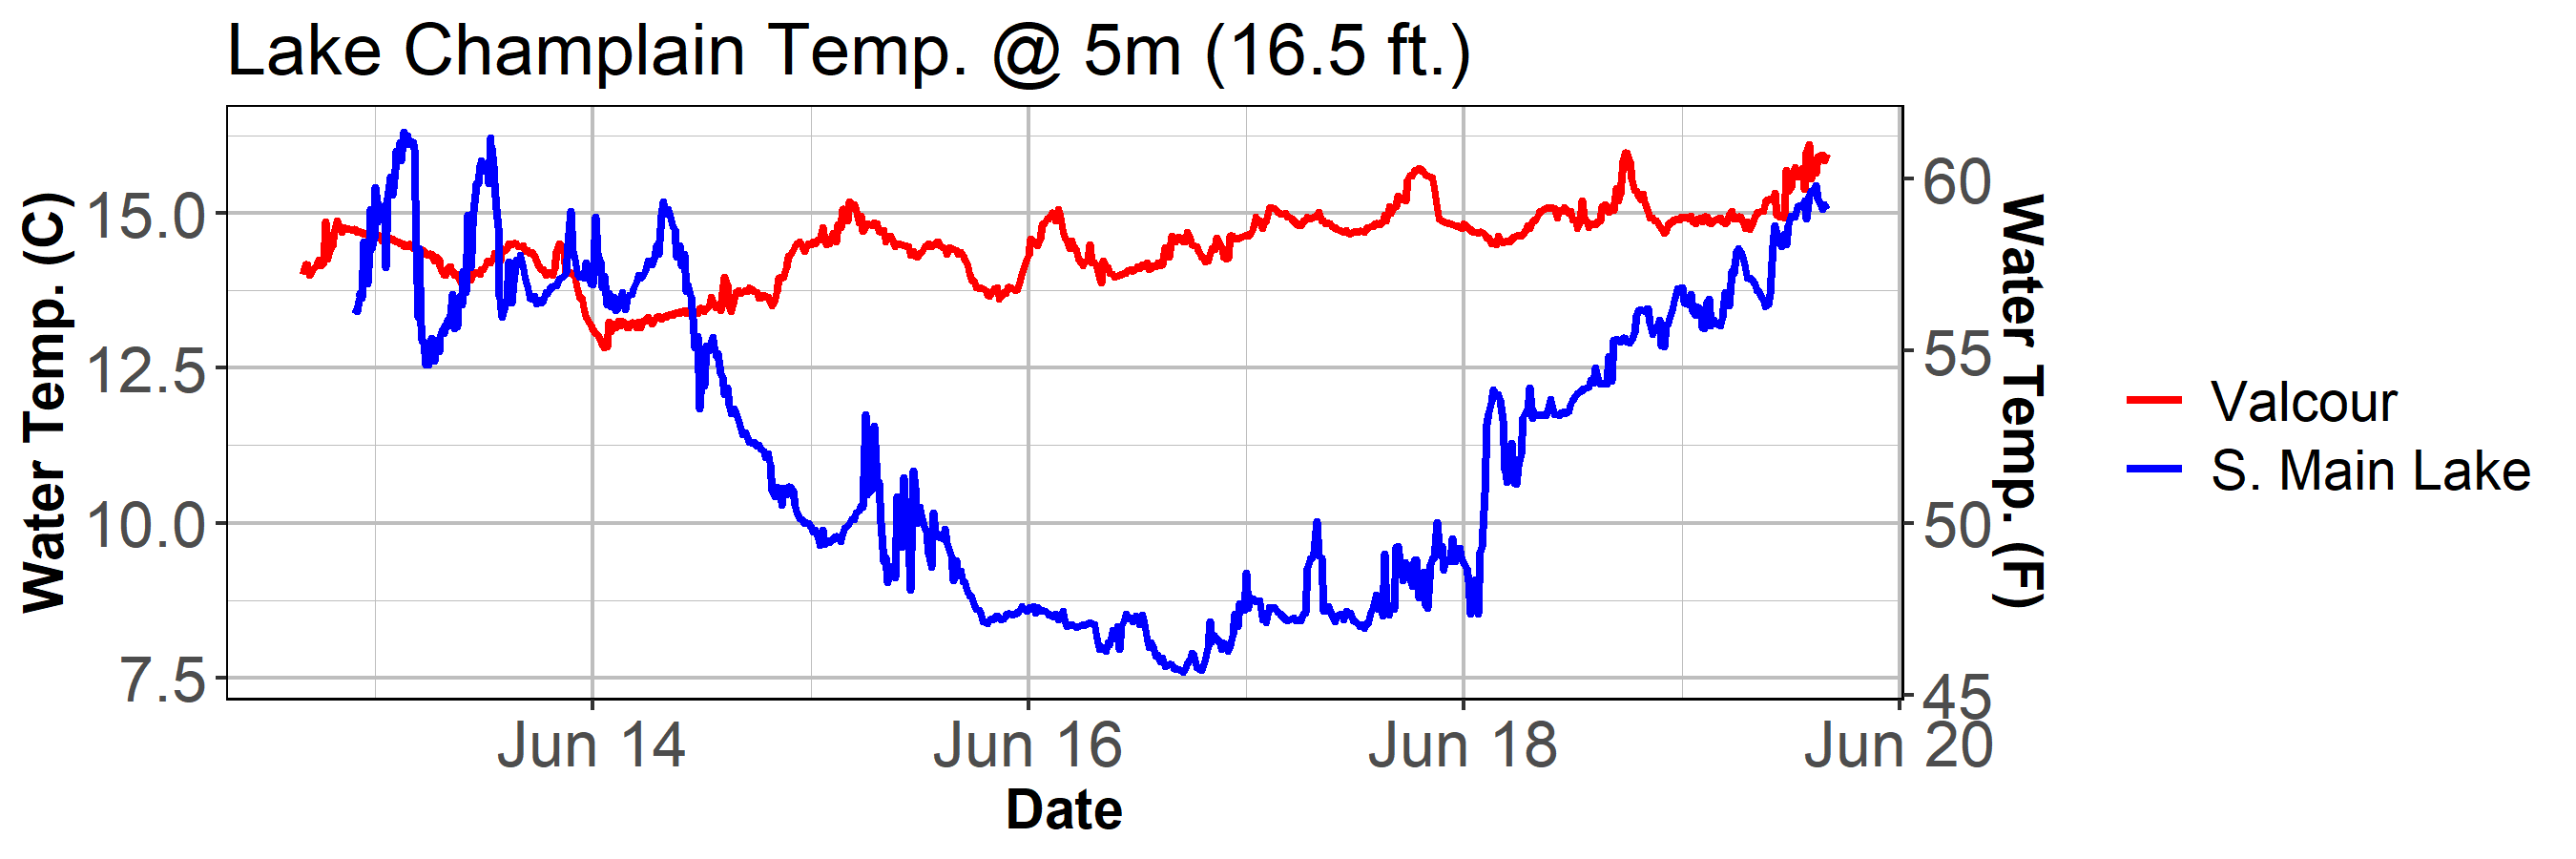 Lake Champlain Temp. @ 5m (16.5 ft.)
Water Temp. (C)
15.0
12.5
10.0
7.5
60
55
50
45
Water Temp. (F)
Jun 14
Jun 16
Jun 18
Jun 20
Date
Valcour
S. Main Lake